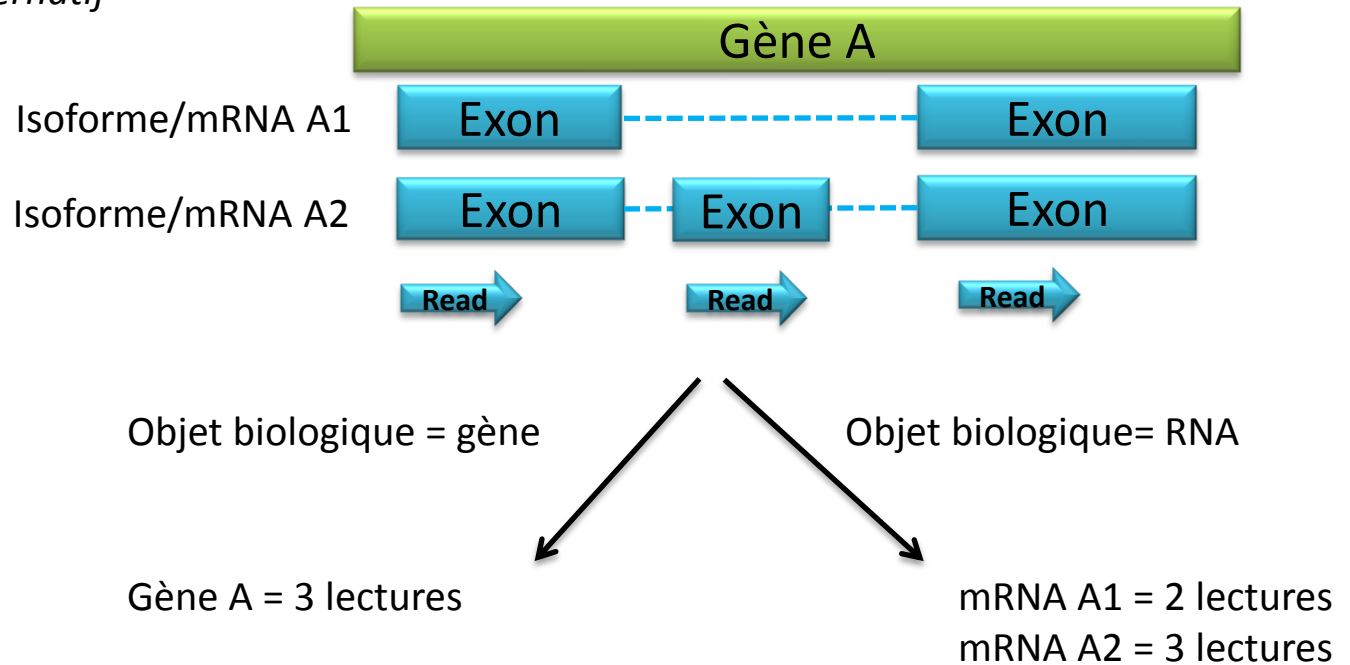 Gène A
Isoforme/mRNA A1 Exon Exon
Isoforme/mRNA A2 Exon Exon Exon
Read Read Read
Objet biologique = gène Objet biologique= RNA
Gène A = 3 lectures mRNA A1 = 2 lectures
mRNA A2 = 3 lectures